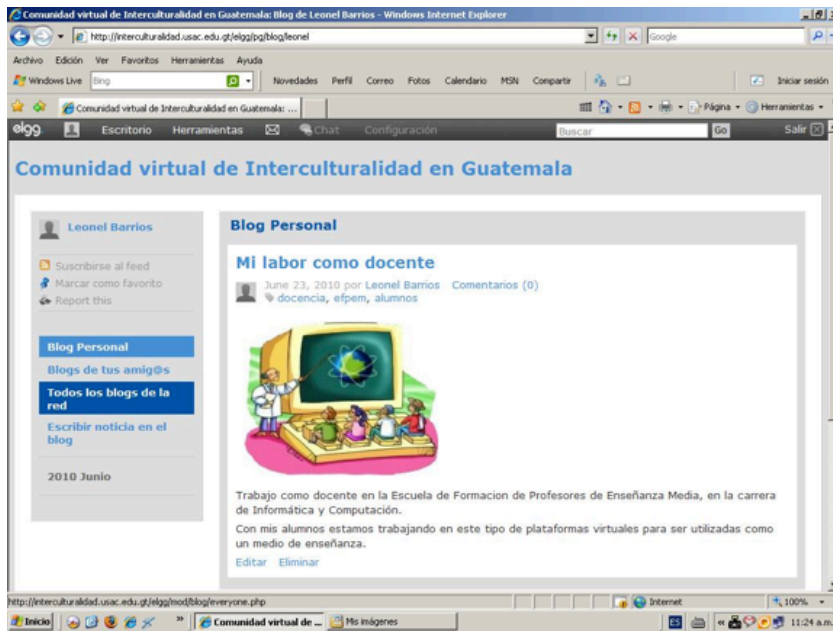 Comunidad virtual de Interculturalidad en Guatemala: Blog de Leonel Barrios - Windows Internet Explorer
http://interculturalidad.usac.edu.gt/elgg/pg/blog/leonel
Google
Archivo Edición Ver Favoritos Herramientas Ayuda
Windows Live Bing Novedades Perfil Correo Fotos Calendario MSN Compartir Iniciar sesión
Comunidad virtual de Interculturalidad en Guatemala: ... Página Herramientas
elgg Escritorio Herramientas Chat Configuración Buscar Go Salir
Comunidad virtual de Interculturalidad en Guatemala
Leonel Barrios
Suscribirse al feed
Marcar como favorito
Report this
Blog Personal
Blogs de tus amig@s
Todos los blogs de la
red
Escribir noticia en el
blog
2010 Junio
Blog Personal
Mi labor como docente
June 23, 2010 por Leonel Barrios Comentarios (0)
docencia, efpem, alumnos
Trabajo como docente en la Escuela de Formacion de Profesores de Enseñanza Media, en la carrera
de Informática y Computación.
Con mis alumnos estamos trabajando en este tipo de plataformas virtuales para ser utilizadas como
un medio de enseñanza.
Editar Eliminar
http://interculturalidad.usac.edu.gt/elgg/mod/blog/everyone.php Internet 100%
Inicio Comunidad virtual de ... Mis imágenes ES 11:24 a.m.